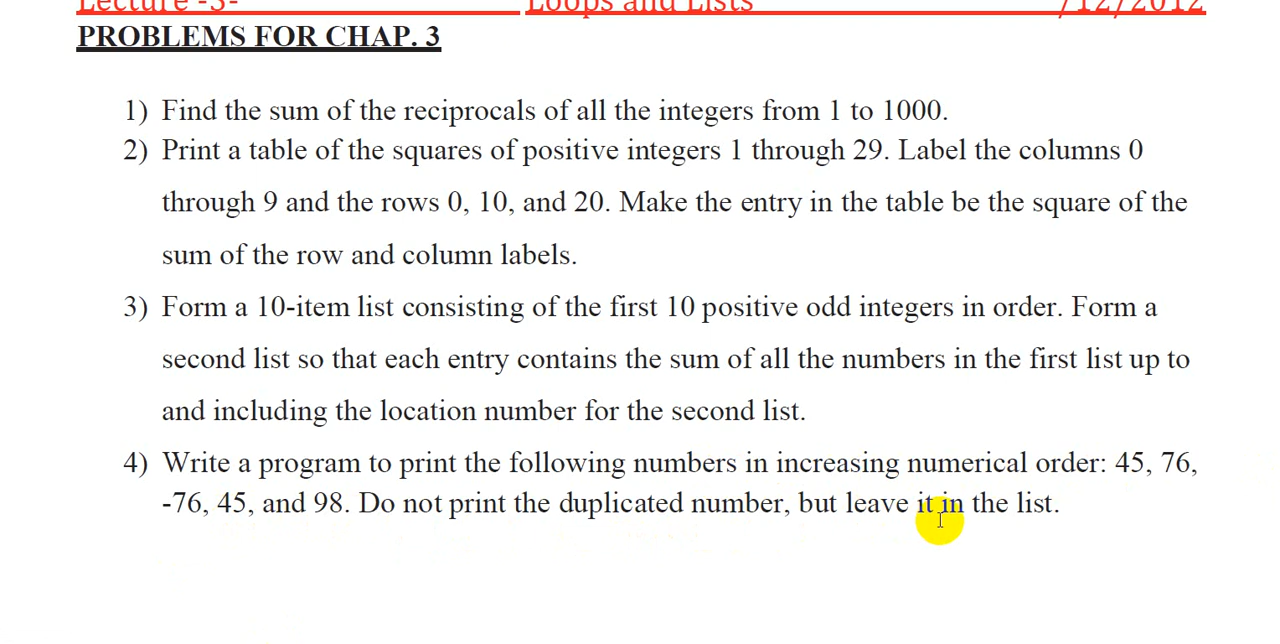 Lecture -3- Loops and Lists /12/2012
PROBLEMS FOR CHAP. 3
1) Find the sum of the reciprocals of all the integers from 1 to 1000.
2) Print a table of the squares of positive integers 1 through 29. Label the columns 0
through 9 and the rows 0, 10, and 20. Make the entry in the table be the square of the
sum of the row and column labels.
3) Form a 10-item list consisting of the first 10 positive odd integers in order. Form a
second list so that each entry contains the sum of all the numbers in the first list up to
and including the location number for the second list.
4) Write a program to print the following numbers in increasing numerical order: 45, 76,
-76, 45, and 98. Do not print the duplicated number, but leave it in the list.